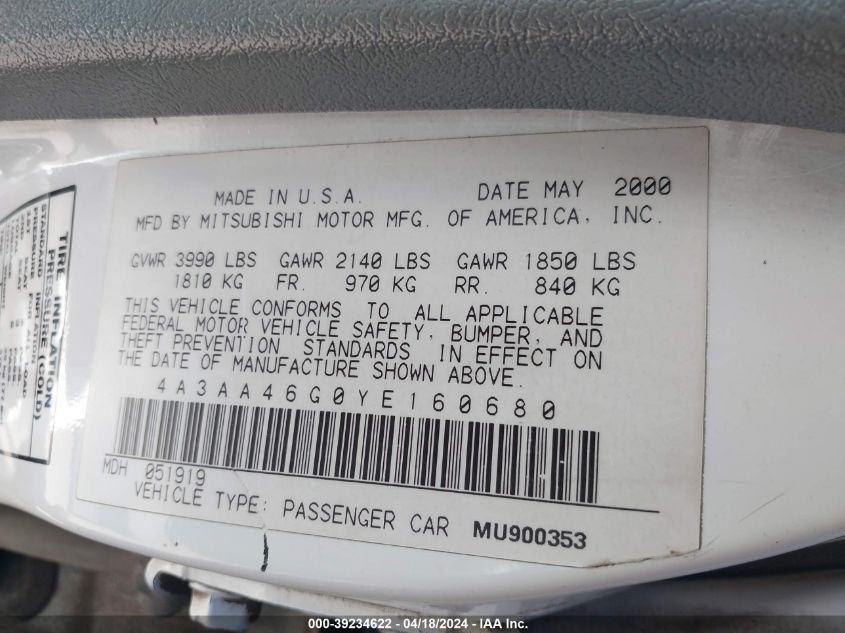 MADE IN U.S.A. DATE MAY 2000
MFD BY MITSUBISHI MOTOR MFG. OF AMERICA, INC.
GVWR 3990 LBS GAWR 2140 LBS GAWR 1850 LBS
1810 KG FR. 970 KG RR. 840 KG
THIS VEHICLE CONFORMS TO ALL APPLICABLE
FEDERAL MOTOR VEHICLE SAFETY, BUMPER, AND
THEFT PREVENTION STANDARDS IN EFFECT ON
THE DATE OF MANUFACTURE SHOWN ABOVE.
4A3AA46G0YE160680
MDH 051919
VEHICLE TYPE: PASSENGER CAR MU900353
TIRE INFLATION
PRESSURE (COLD)
000-39234622 - 04/18/2024 - IAA Inc.